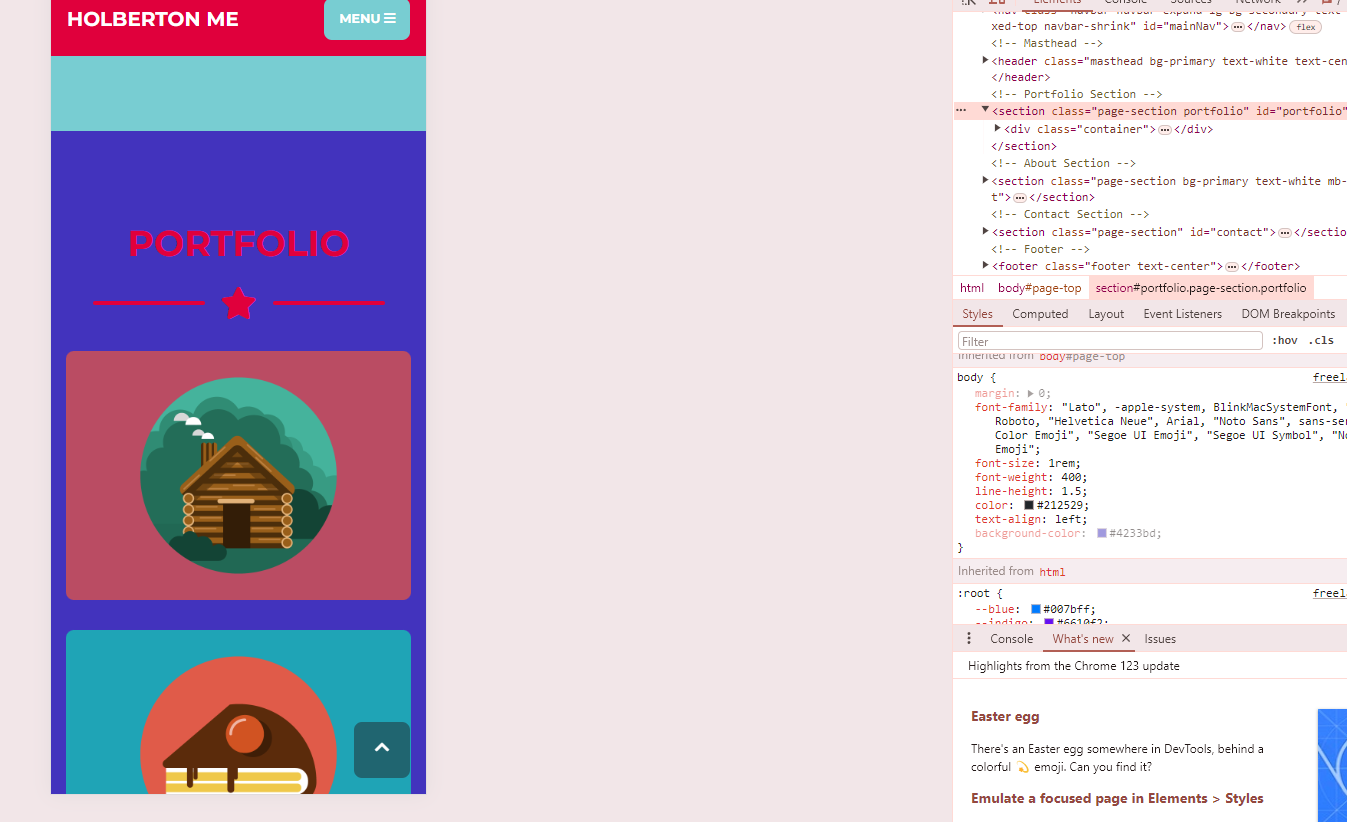 HOLBERTON ME
MENU
PORTFOLIO
Elements Console Sources Network
xed-top navbar-shrink" id="mainNav">…</nav> flex
<!-- Masthead -->
<header class="masthead bg-primary text-white text-cen
</header>
<!-- Portfolio Section -->
<section class="page-section portfolio" id="portfolio"
<div class="container">…</div>
</section>
<!-- About Section -->
<section class="page-section bg-primary text-white mb-
t">…</section>
<!-- Contact Section -->
<section class="page-section" id="contact">…</sectio
<!-- Footer -->
<footer class="footer text-center">…</footer>
html body#page-top section#portfolio.page-section.portfolio
Styles Computed Layout Event Listeners DOM Breakpoints
Filter :hov .cls
Inherited from body#page-top
body { freel
margin: 0;
font-family: "Lato", -apple-system, BlinkMacSystemFont,
Roboto, "Helvetica Neue", Arial, "Noto Sans", sans-se
Color Emoji", "Segoe UI Emoji", "Segoe UI Symbol", "No
Emoji";
font-size: 1rem;
font-weight: 400;
line-height: 1.5;
color: #212529;
text-align: left;
background-color: #4233bd;
}
Inherited from html
:root { freel
--blue: #007bff;
--indigo: #6610f2;
Console What's new × Issues
Highlights from the Chrome 123 update
Easter egg
There's an Easter egg somewhere in DevTools, behind a
colorful 💫 emoji. Can you find it?
Emulate a focused page in Elements > Styles